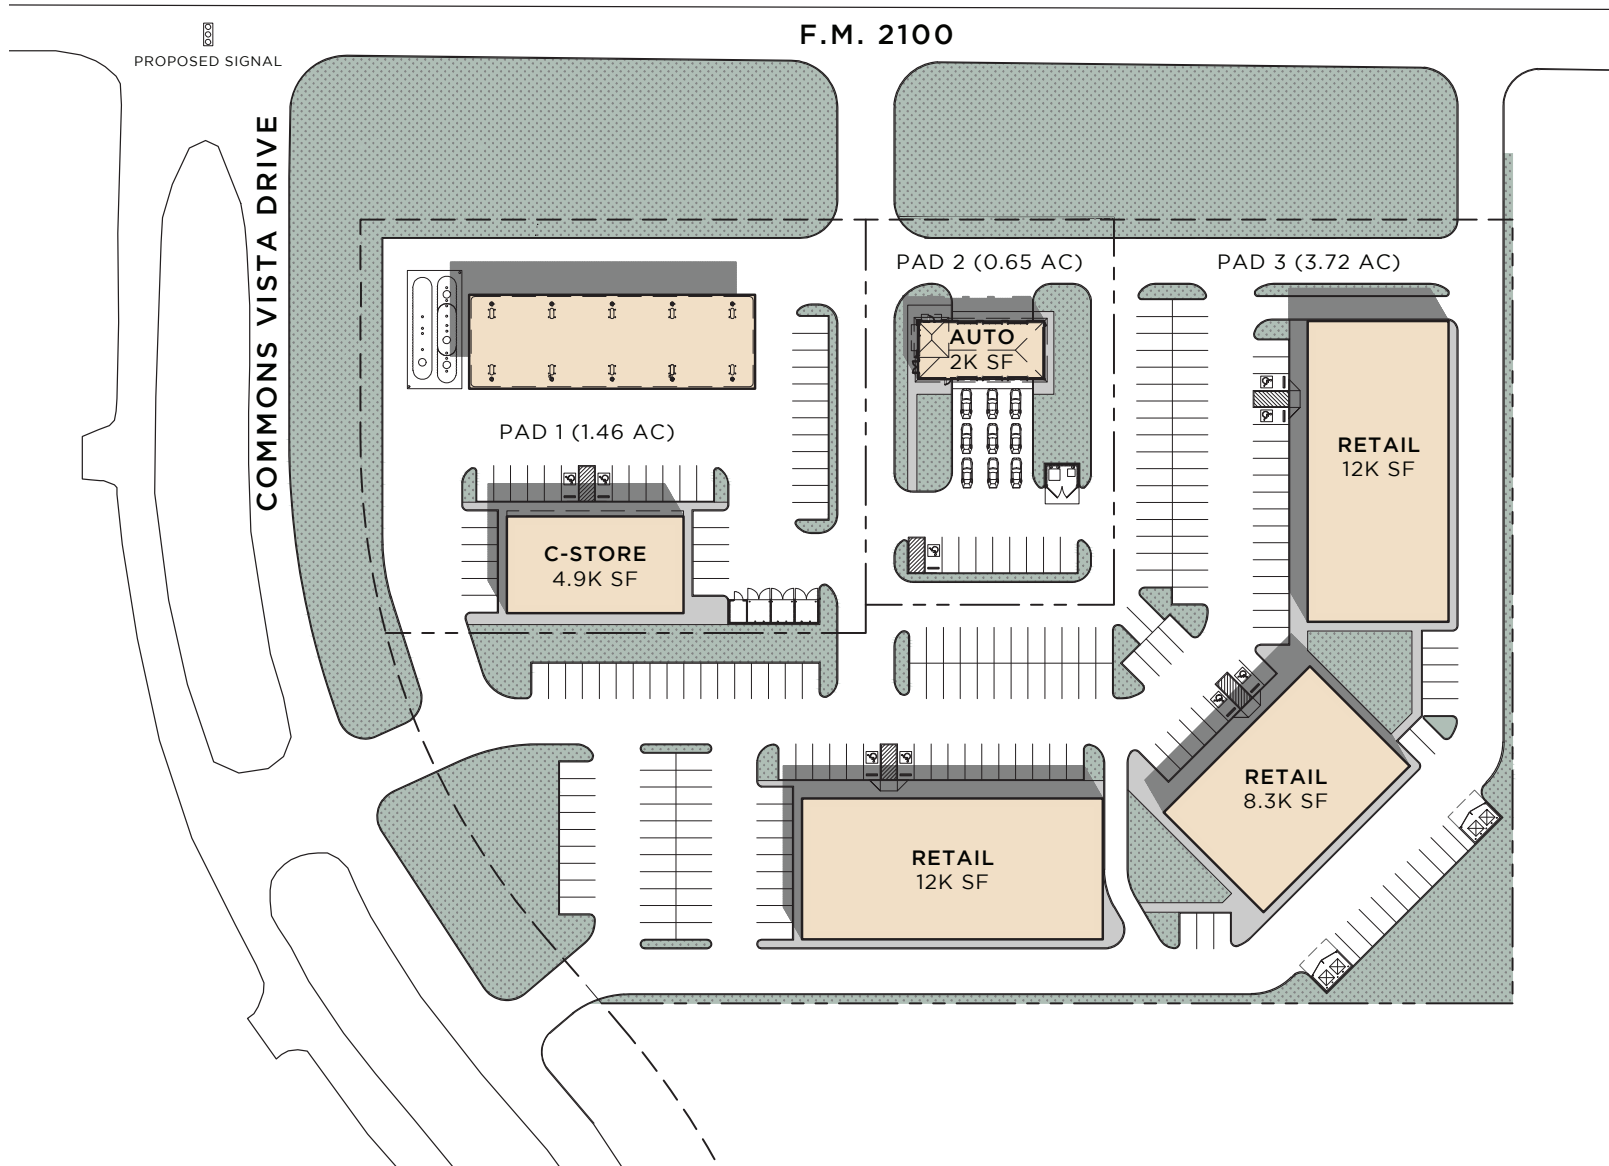 F.M. 2100
PROPOSED SIGNAL
COMMONS VISTA DRIVE
PAD 2 (0.65 AC)
PAD 3 (3.72 AC)
AUTO
2K SF
PAD 1 (1.46 AC)
RETAIL
12K SF
C-STORE
4.9K SF
RETAIL
8.3K SF
RETAIL
12K SF